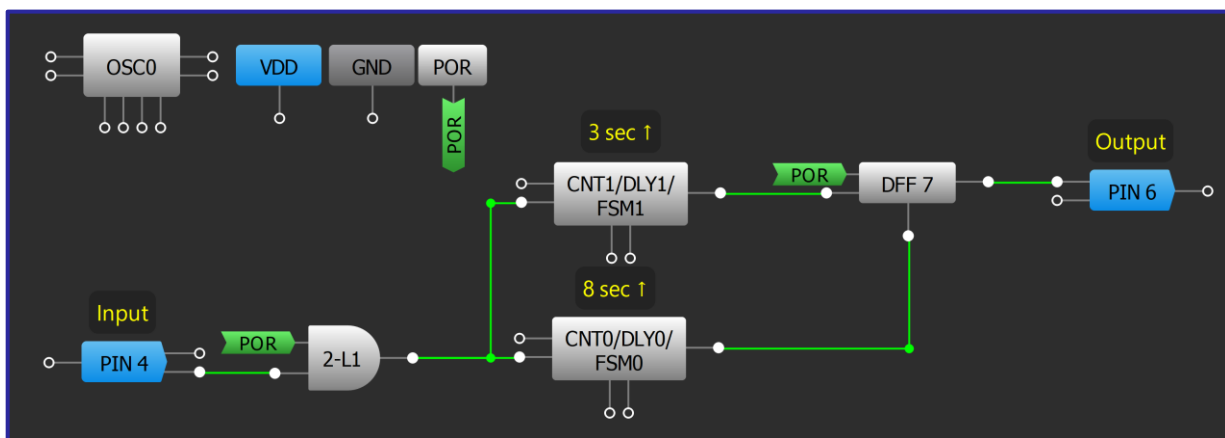 OSC0
VDD
GND
POR
POR
3 sec ↑
CNT1/DLY1/
FSM1
POR
DFF 7
Output
PIN 6
8 sec ↑
CNT0/DLY0/
FSM0
Input
PIN 4
POR
2-L1